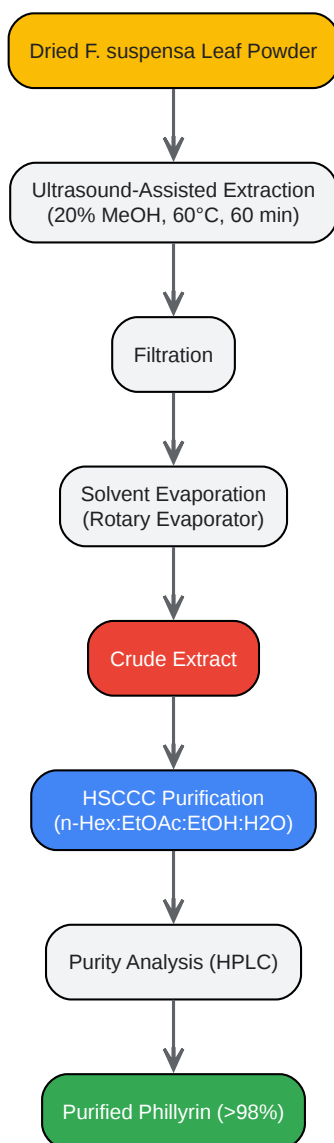 Dried F. suspensa Leaf Powder
Ultrasound-Assisted Extraction
(20% MeOH, 60°C, 60 min)
Filtration
Solvent Evaporation
(Rotary Evaporator)
Crude Extract
HSCCC Purification
(n-Hex:EtOAc:EtOH:H2O)
Purity Analysis (HPLC)
Purified Phillyrin (>98%)